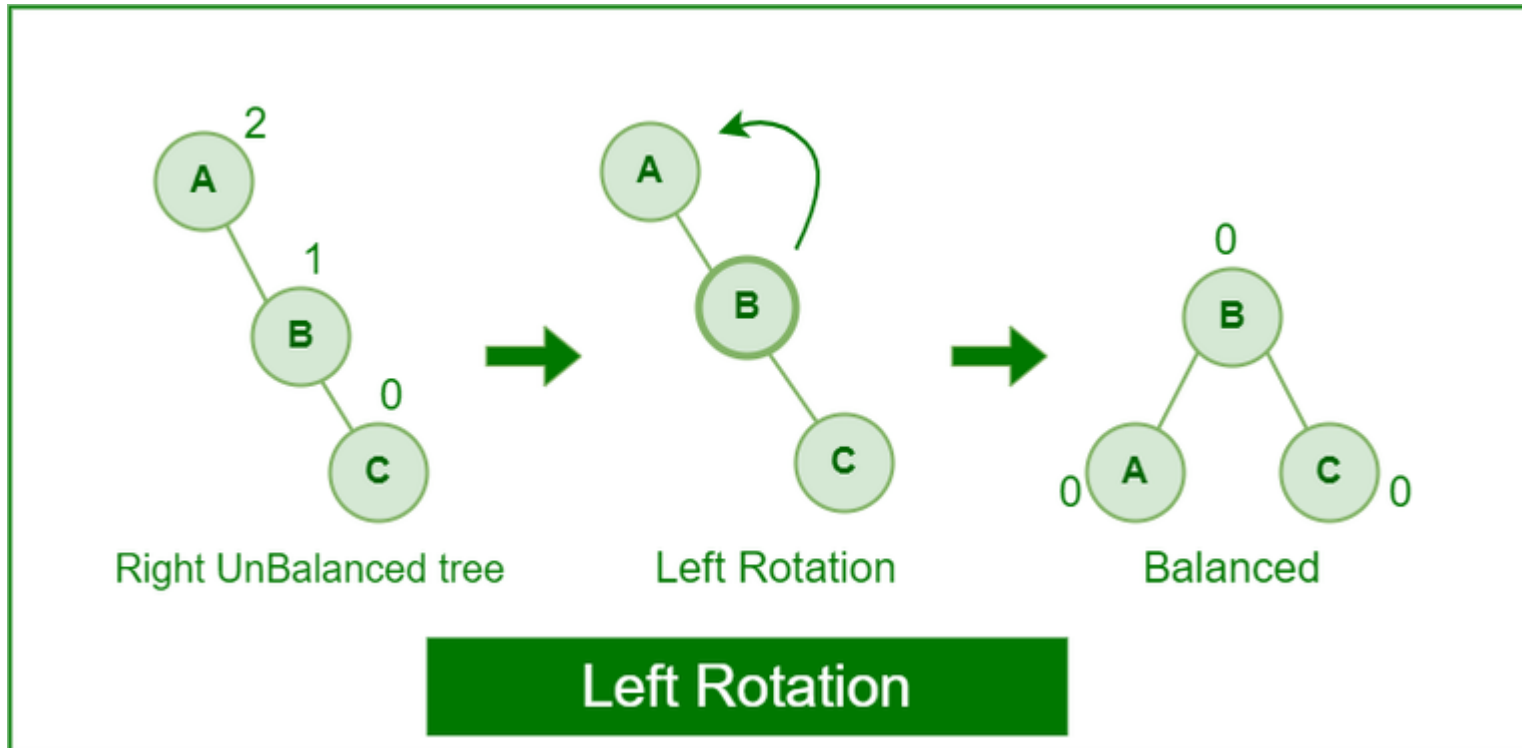 2
A
1
B
0
C
Right UnBalanced tree
A
B
C
Left Rotation
0
B
0 A C 0
Balanced
Left Rotation